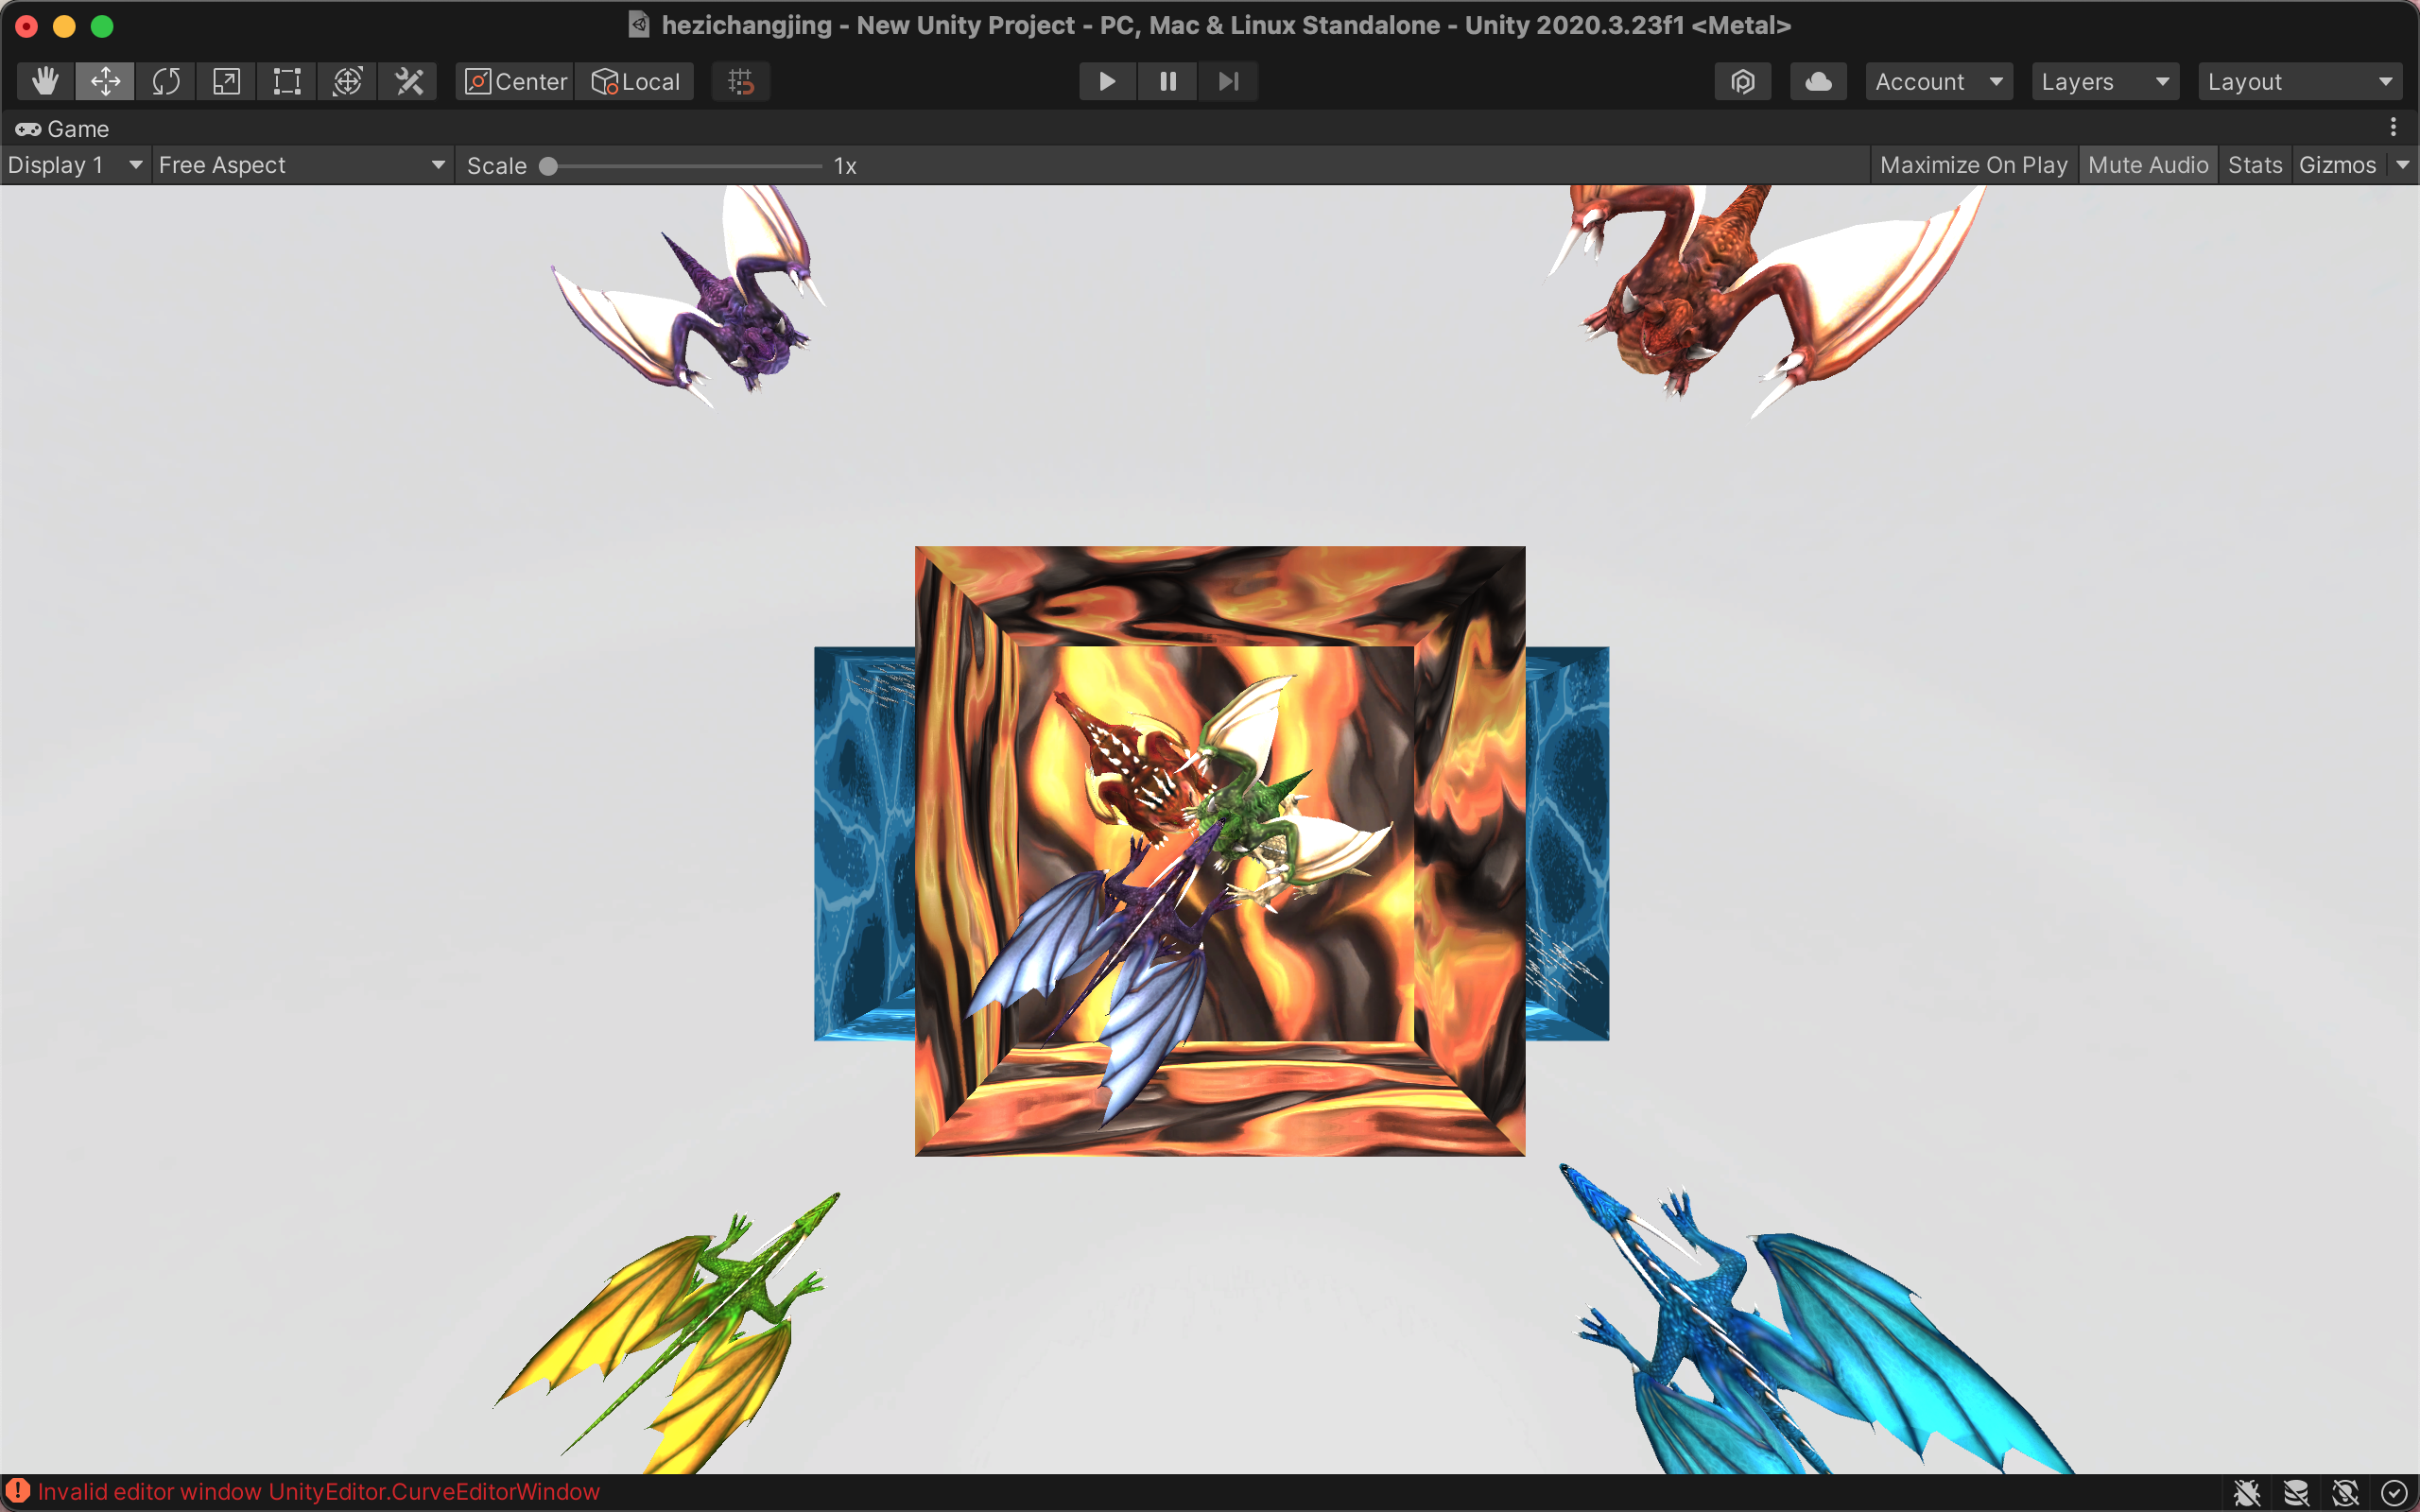 hezichangjing - New Unity Project - PC, Mac & Linux Standalone - Unity 2020.3.23f1 <Metal>
Center Local Account Layers Layout
Game
Display 1 Free Aspect Scale 1x Maximize On Play Mute Audio Stats Gizmos
Invalid editor window UnityEditor.CurveEditorWindow